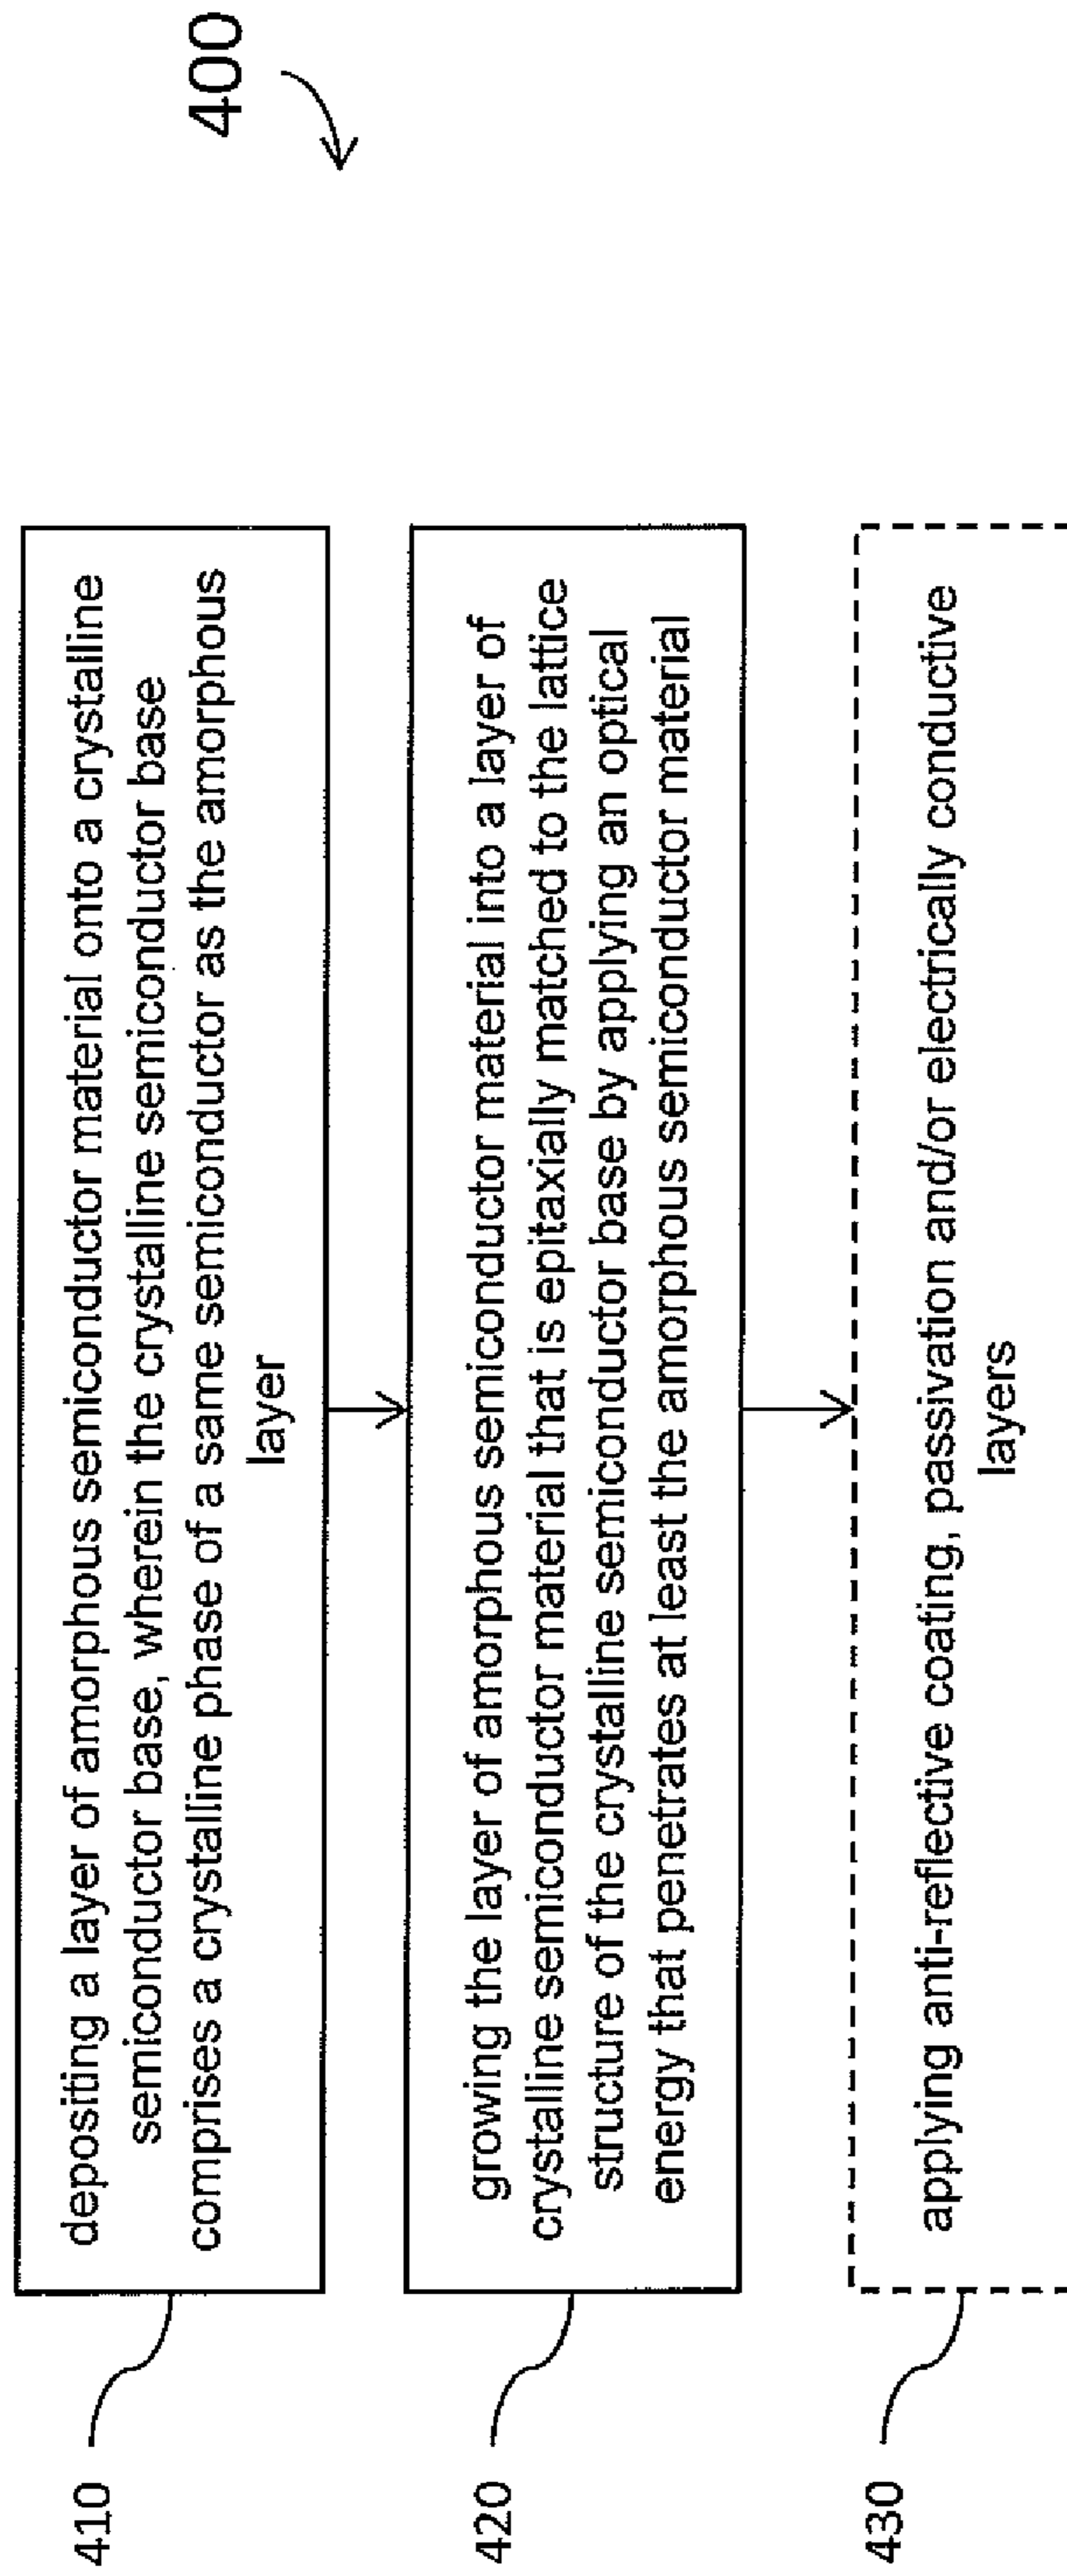 400
410
depositing a layer of amorphous semiconductor material onto a crystalline
semiconductor base, wherein the crystalline semiconductor base
comprises a crystalline phase of a same semiconductor as the amorphous
layer
420
growing the layer of amorphous semiconductor material into a layer of
crystalline semiconductor material that is epitaxially matched to the lattice
structure of the crystalline semiconductor base by applying an optical
energy that penetrates at least the amorphous semiconductor material
430
applying anti-reflective coating, passivation and/or electrically conductive
layers